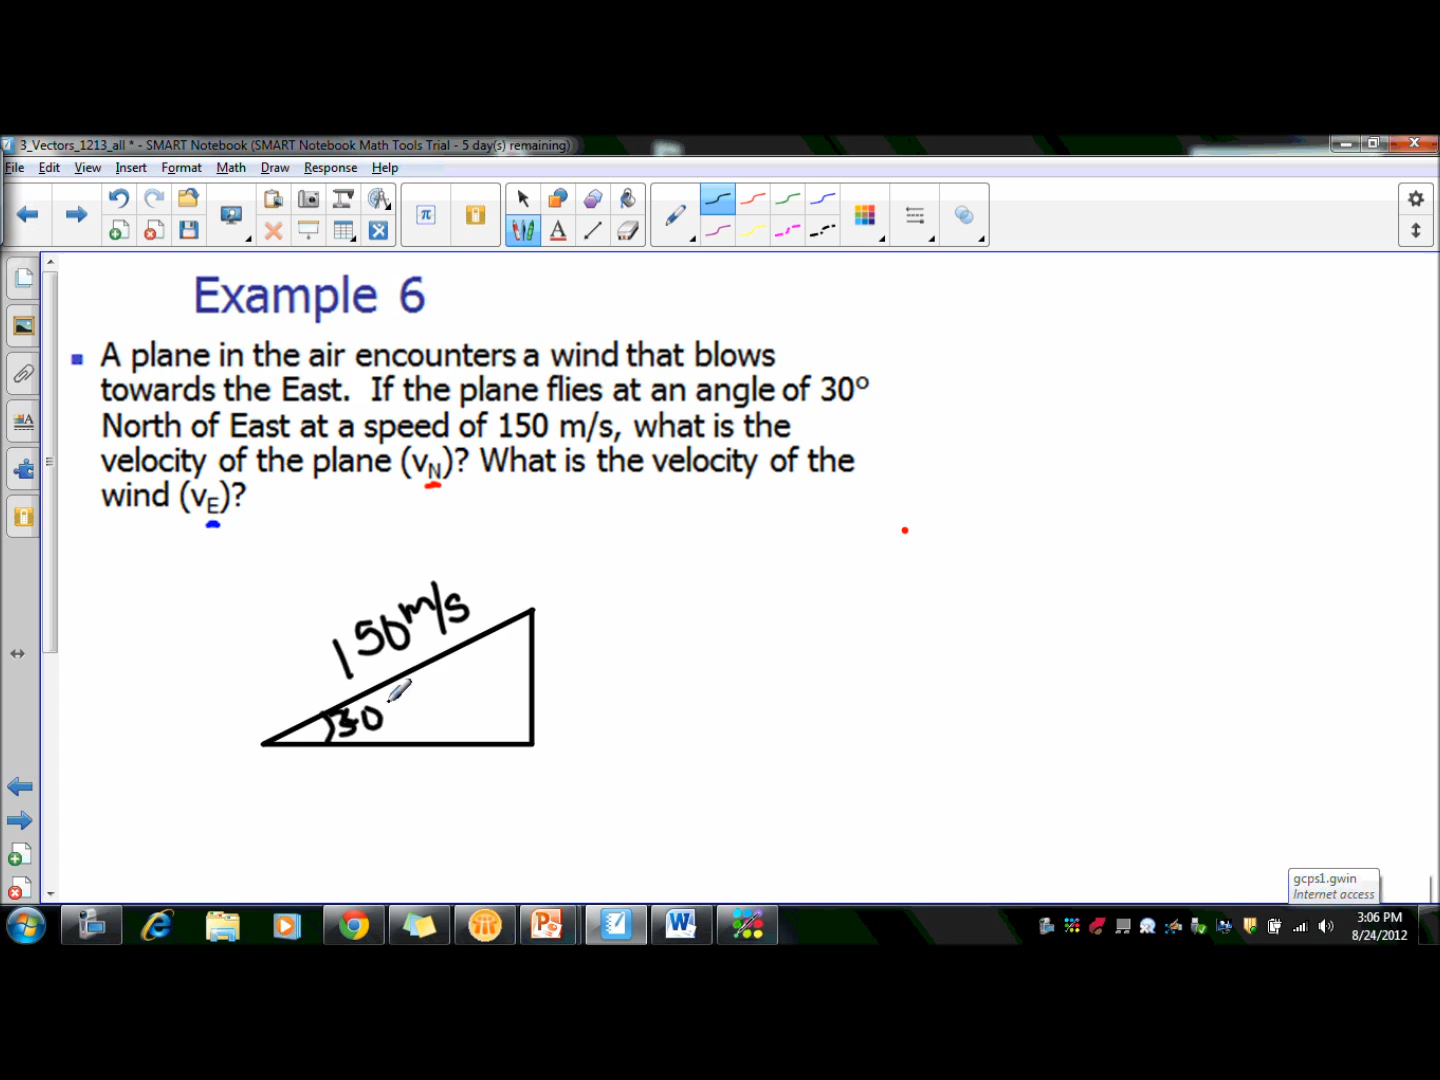 3_Vectors_1213_all * - SMART Notebook (SMART Notebook Math Tools Trial - 5 day(s) remaining)
File Edit View Insert Format Math Draw Response Help
Example 6
A plane in the air encounters a wind that blows
towards the East. If the plane flies at an angle of 30°
North of East at a speed of 150 m/s, what is the
velocity of the plane (vN)? What is the velocity of the
wind (vE)?
150 m/s
30
gcps1.gwin
Internet access
3:06 PM
8/24/2012